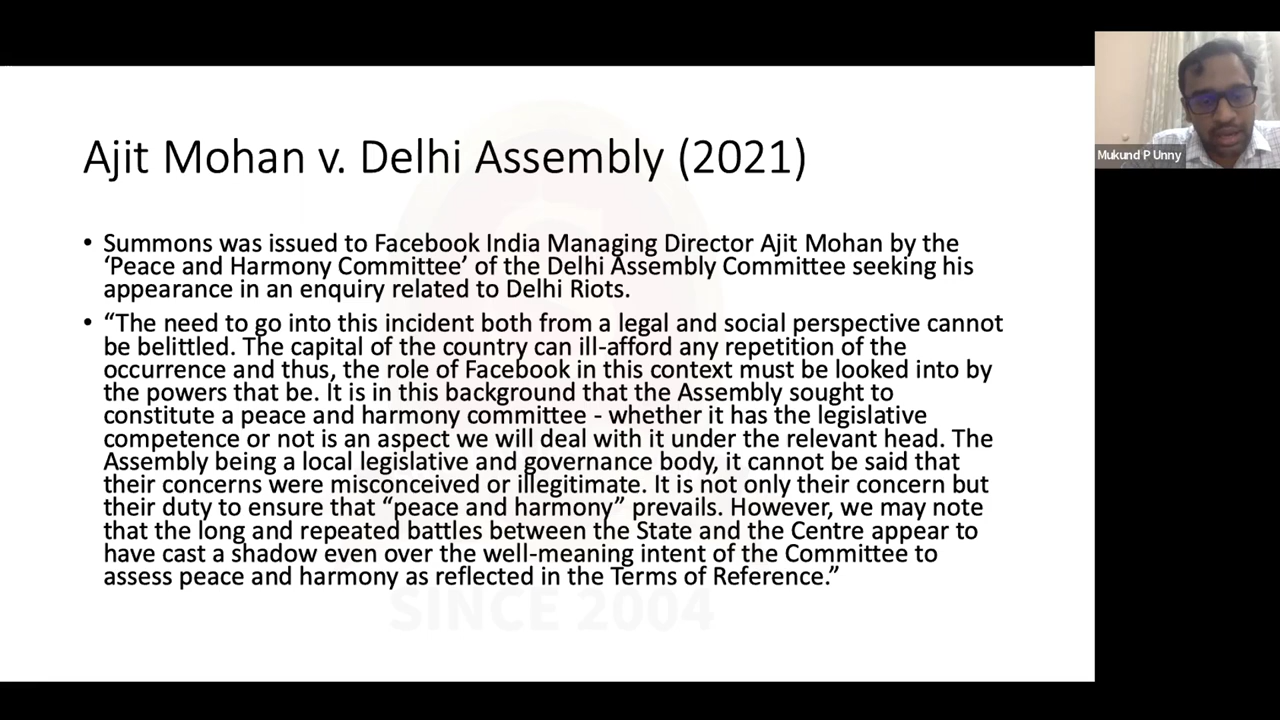 Ajit Mohan v. Delhi Assembly (2021)
• Summons was issued to Facebook India Managing Director Ajit Mohan by the
‘Peace and Harmony Committee’ of the Delhi Assembly Committee seeking his
appearance in an enquiry related to Delhi Riots.
• “The need to go into this incident both from a legal and social perspective cannot
be belittled. The capital of the country can ill-afford any repetition of the
occurrence and thus, the role of Facebook in this context must be looked into by
the powers that be. It is in this background that the Assembly sought to
constitute a peace and harmony committee - whether it has the legislative
competence or not is an aspect we will deal with it under the relevant head. The
Assembly being a local legislative and governance body, it cannot be said that
their concerns were misconceived or illegitimate. It is not only their concern but
their duty to ensure that “peace and harmony” prevails. However, we may note
that the long and repeated battles between the State and the Centre appear to
have cast a shadow even over the well-meaning intent of the Committee to
assess peace and harmony as reflected in the Terms of Reference.”
SINCE 2004
Mukund P Unny